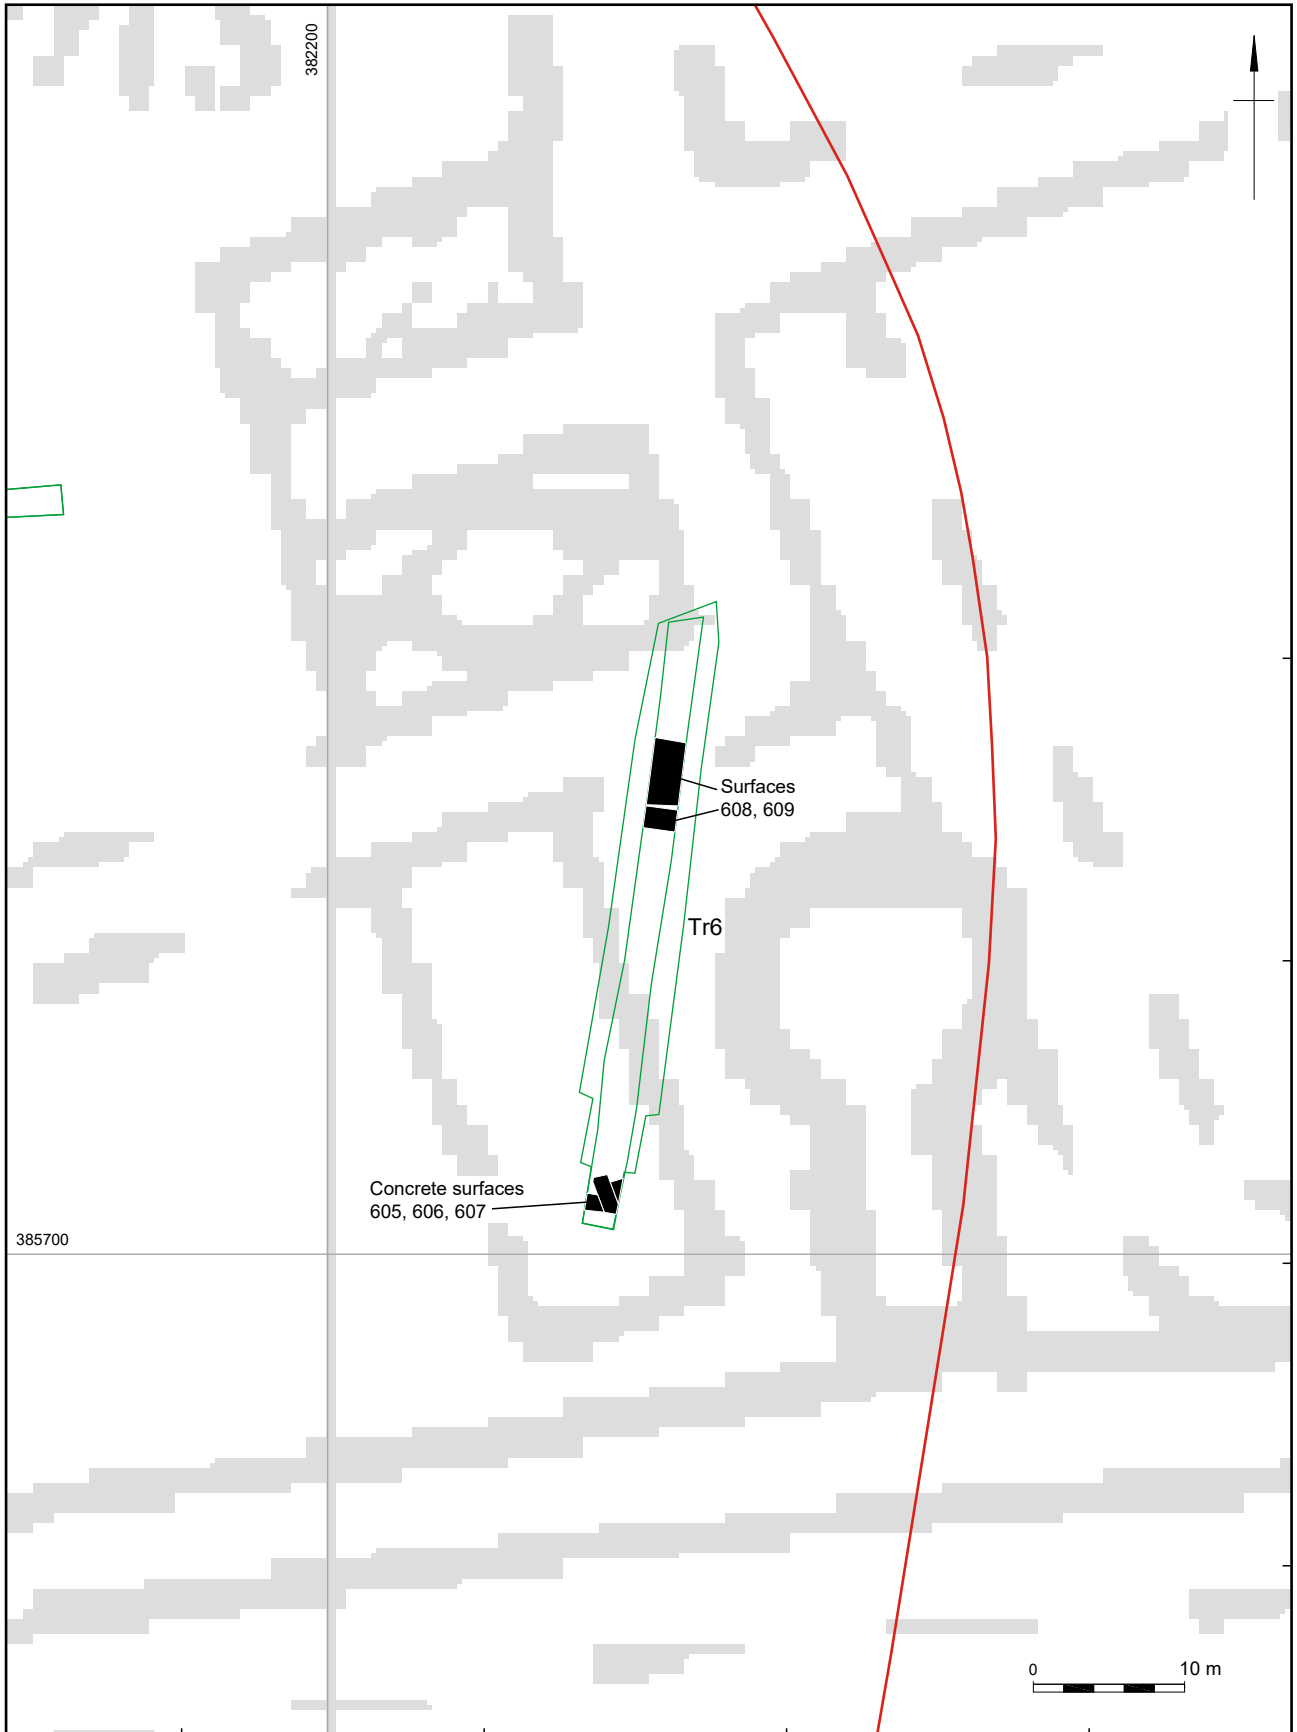 382200
Surfaces
608, 609
Tr6
Concrete surfaces
605, 606, 607
385700
0 10 m